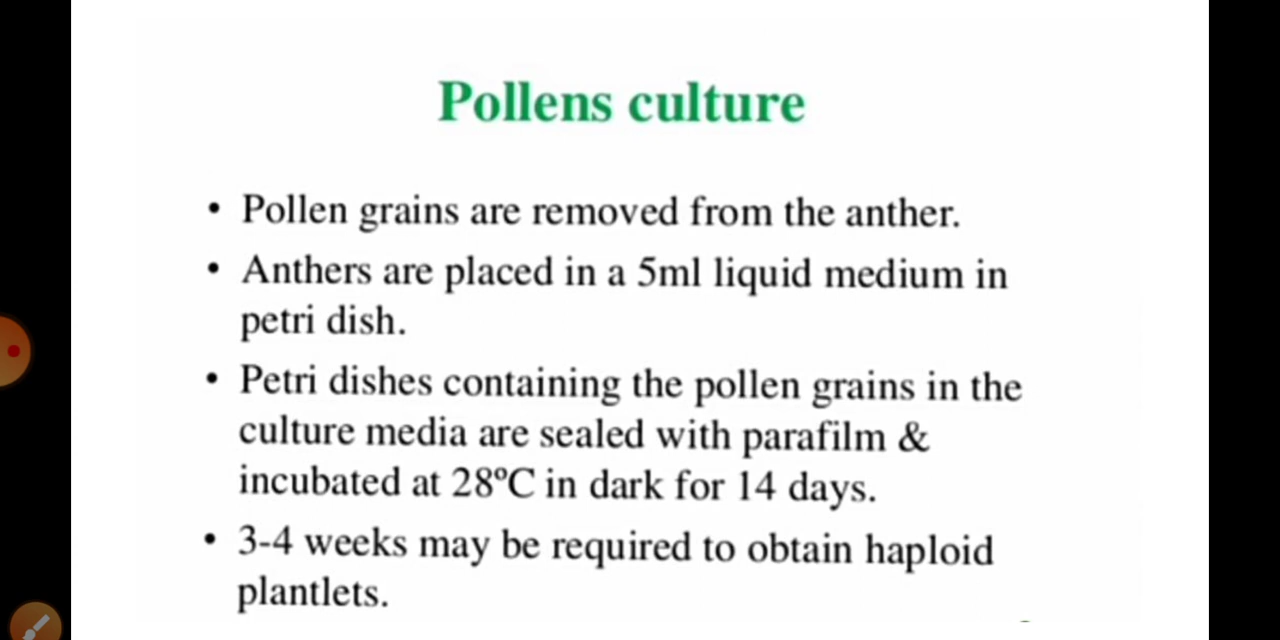 Pollens culture
• Pollen grains are removed from the anther.
• Anthers are placed in a 5ml liquid medium in
petri dish.
• Petri dishes containing the pollen grains in the
culture media are sealed with parafilm &
incubated at 28ºC in dark for 14 days.
• 3-4 weeks may be required to obtain haploid
plantlets.